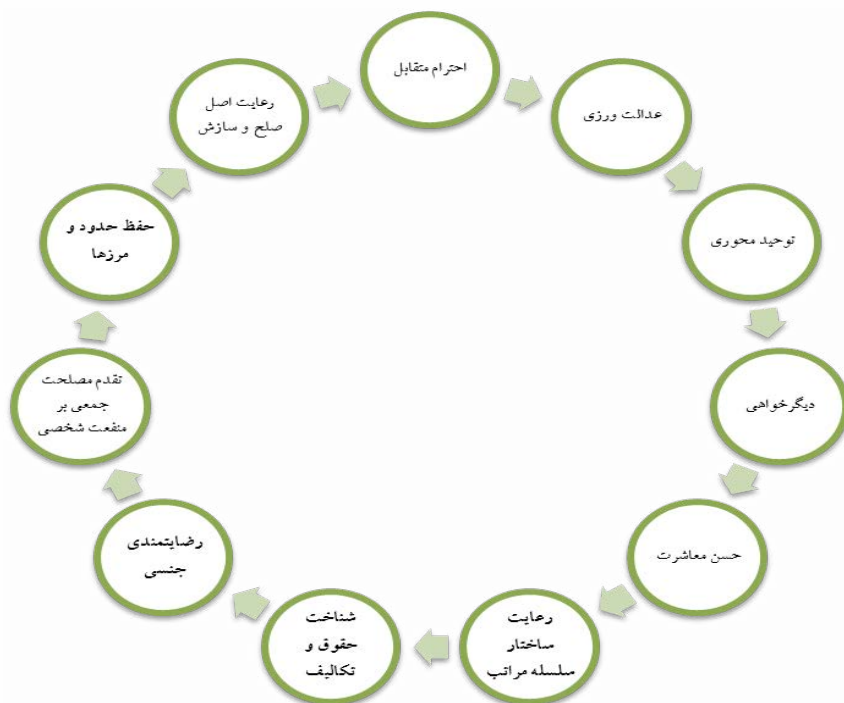 احترام متقابل
عدالت ورزی
توحید محوری
دیگرخواهی
حسن معاشرت
رعایت
ساختار
سلسله مراتب
شناخت
حقوق و
تکالیف
رضایتمندی
جنسی
تقدم مصلحت
جمعی بر
منفعت شخصی
حفظ حدود و
مرزها
رعایت اصل
صلح و سازش